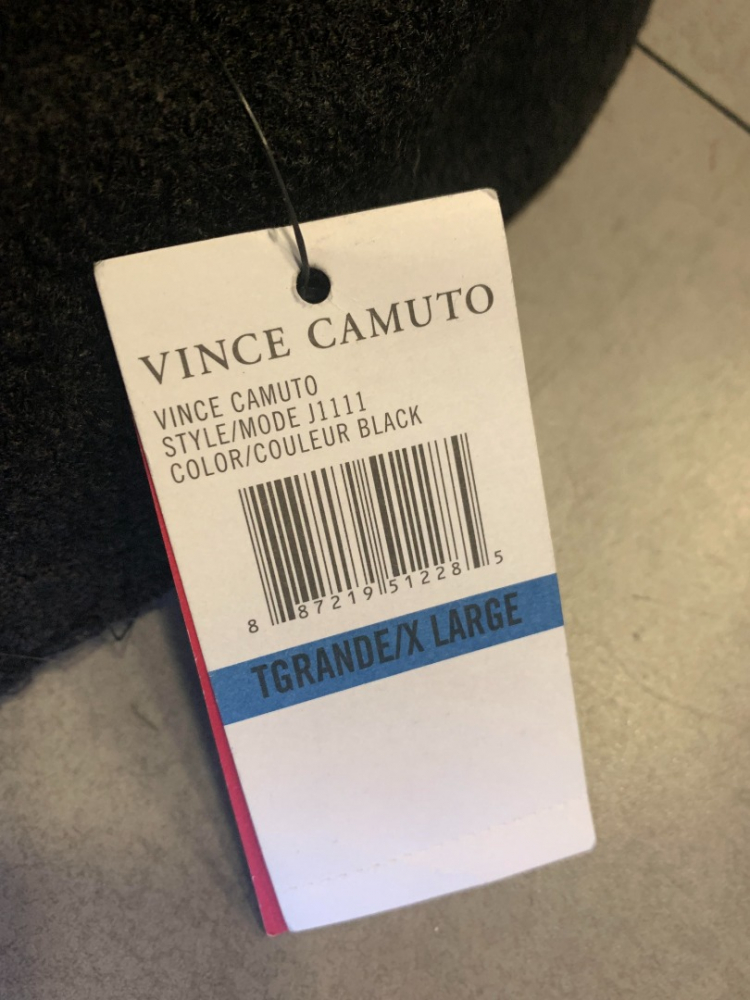 VINCE CAMUTO
VINCE CAMUTO
STYLE/MODE J1111
COLOR/COULEUR BLACK
8 87219 51228 5
TGRANDE/X LARGE